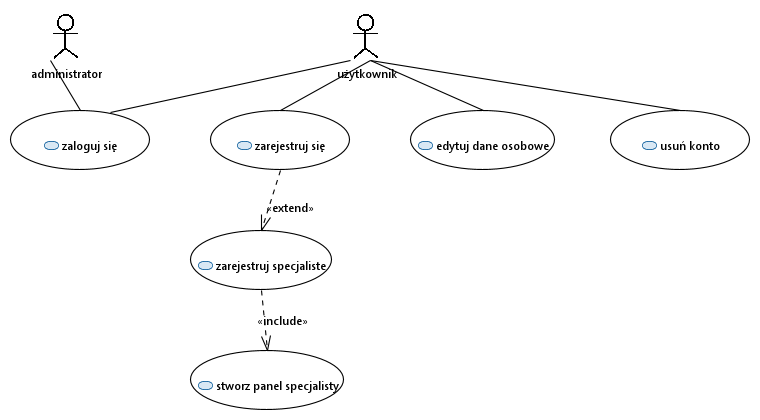 administrator
użytkownik
zaloguj się
zarejestruj się
edytuj dane osobowe
usuń konto
«extend»
zarejestruj specjaliste
«include»
stworz panel specjalisty